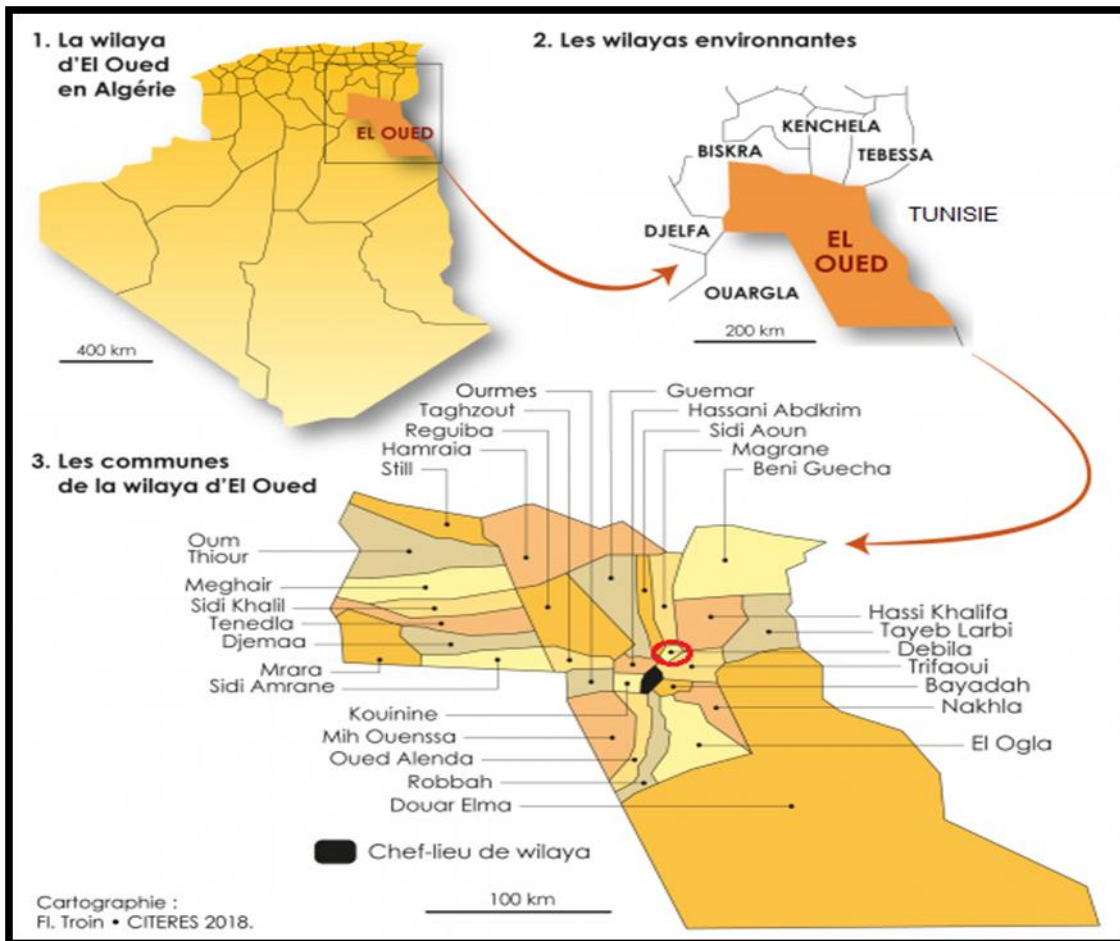 1. La wilaya
d'El Oued
en Algérie
EL OUED
400 km
2. Les wilayas environnantes
KENCHELA
BISKRA
TEBESSA
TUNISIE
DJELFA
EL
OUED
OUARGLA
200 km
3. Les communes
de la wilaya d'El Oued
Ourmes
Taghzout
Reguiba
Hamraia
Still
Guemar
Hassani Abdkrim
Sidi Aoun
Magrane
Beni Guecha
Oum
Thiour
Meghair
Sidi Khalil
Tenedla
Djemaa
Mrara
Sidi Amrane
Hassi Khalifa
Tayeb Larbi
Debila
Trifaoui
Bayadah
Nakhla
El Ogla
Kouinine
Mih Ouenssa
Oued Alenda
Robbah
Douar Elma
Chef-lieu de wilaya
100 km
Cartographie :
Fl. Troin • CITERES 2018.